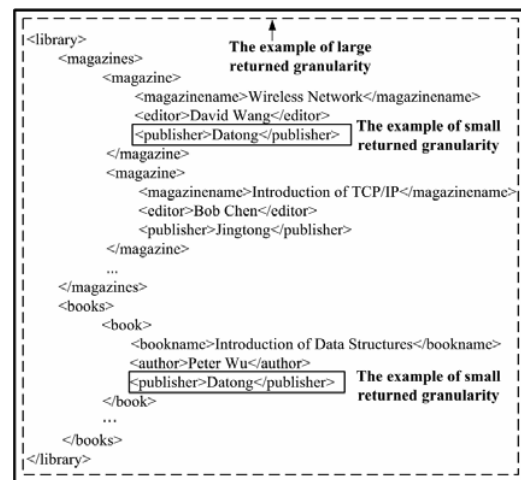 The example of large
returned granularity
<library>
<magazines>
<magazine>
<magazinename>Wireless Network</magazinename>
<editor>David Wang</editor>
<publisher>Datong</publisher>
The example of small
returned granularity
</magazine>
<magazine>
<magazinename>Introduction of TCP/IP</magazinename>
<editor>Bob Chen</editor>
<publisher>Jingtong</publisher>
</magazine>
...
</magazines>
<books>
<book>
<bookname>Introduction of Data Structures</bookname>
<author>Peter Wu</author>
<publisher>Datong</publisher>
The example of small
returned granularity
</book>
...
</books>
</library>